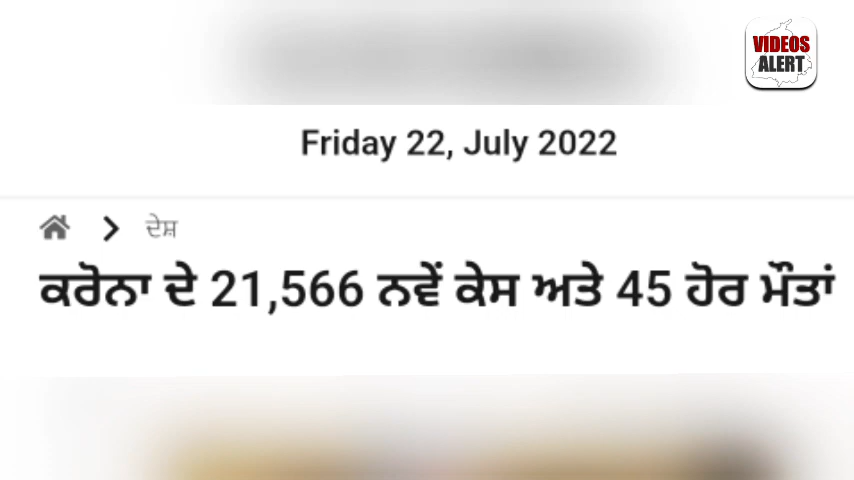 VIDEOS
ALERT
Friday 22, July 2022
ਦੇਸ਼
ਕਰੋਨਾ ਦੇ 21,566 ਨਵੇਂ ਕੇਸ ਅਤੇ 45 ਹੋਰ ਮੌਤਾਂ